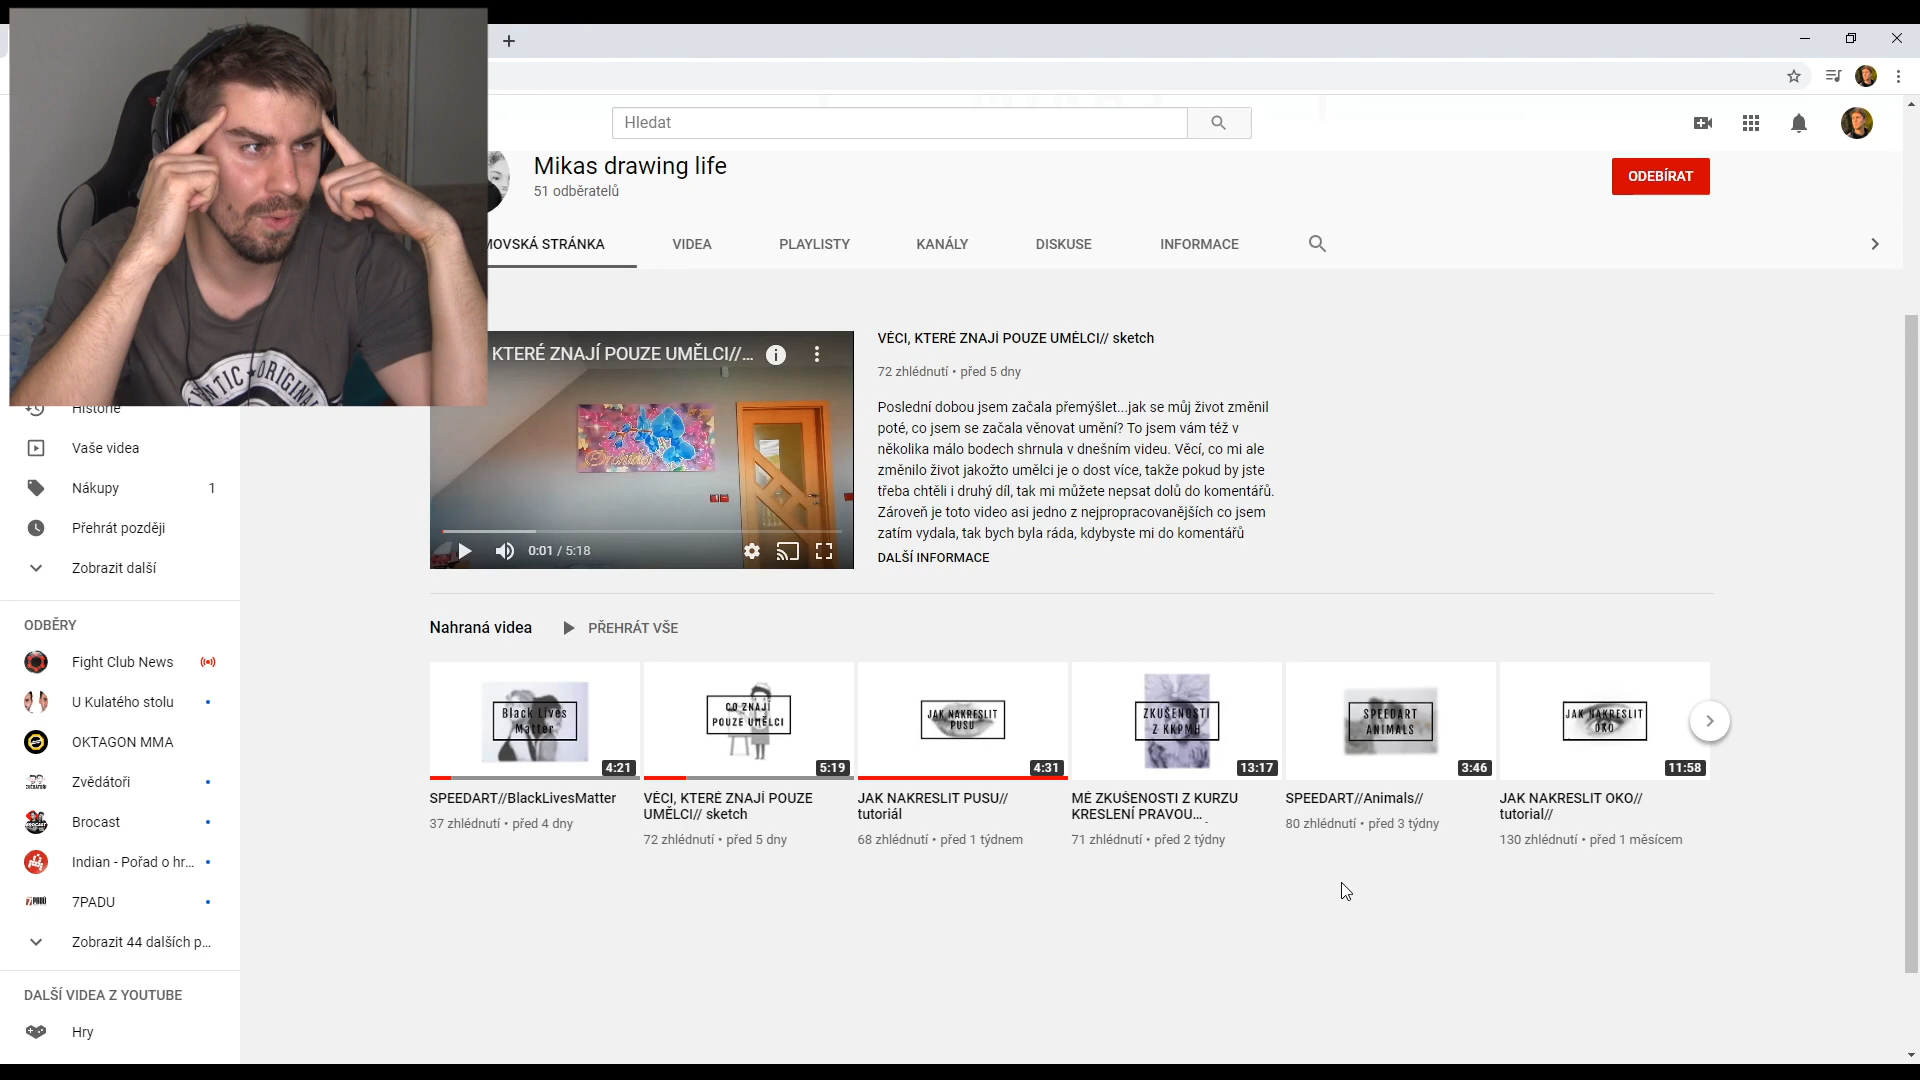 Hledat
Mikas drawing life
51 odběratelů
ODEBÍRAT
MOVSKÁ STRÁNKA
VIDEA
PLAYLISTY
KANÁLY
DISKUSE
INFORMACE
KTERÉ ZNAJÍ POUZE UMĚLCI//...
Orchidej
0:01 / 5:18
VĚCI, KTERÉ ZNAJÍ POUZE UMĚLCI// sketch
72 zhlédnutí • před 5 dny
Poslední dobou jsem začala přemýšlet...jak se můj život změnil
poté, co jsem se začala věnovat umění? To jsem vám též v
několika málo bodech shrnula v dnešním videu. Věcí, co mi ale
změnilo život jakožto umělci je o dost více, takže pokud by jste
třeba chtěli i druhý díl, tak mi můžete nepsat dolů do komentářů.
Zároveň je toto video asi jedno z nejpropracovanějších co jsem
zatím vydala, tak bych byla ráda, kdybyste mi do komentářů
DALŠÍ INFORMACE
Historie
Vaše videa
Nákupy 1
Přehrát později
Zobrazit další
ODBĚRY
Fight Club News
U Kulatého stolu
OKTAGON MMA
Zvědátoři
Brocast
Indian - Pořad o hr...
7PADU
Zobrazit 44 dalších p...
DALŠÍ VIDEA Z YOUTUBE
Hry
Nahraná videa
PŘEHRÁT VŠE
Black Lives
Matter
4:21
SPEEDART//BlackLivesMatter
37 zhlédnutí • před 4 dny
CO ZNAJÍ
POUZE UMĚLCI
5:19
VĚCI, KTERÉ ZNAJÍ POUZE
UMĚLCI// sketch
72 zhlédnutí • před 5 dny
JAK NAKRESLIT
PUSU
4:31
JAK NAKRESLIT PUSU//
tutoriál
68 zhlédnutí • před 1 týdnem
ZKUŠENOSTI
Z KKPMH
13:17
MÉ ZKUŠENOSTI Z KURZU
KRESLENÍ PRAVOU...
71 zhlédnutí • před 2 týdny
SPEEDART
ANIMALS
3:46
SPEEDART//Animals//
80 zhlédnutí • před 3 týdny
JAK NAKRESLIT
OKO
11:58
JAK NAKRESLIT OKO//
tutorial//
130 zhlédnutí • před 1 měsícem